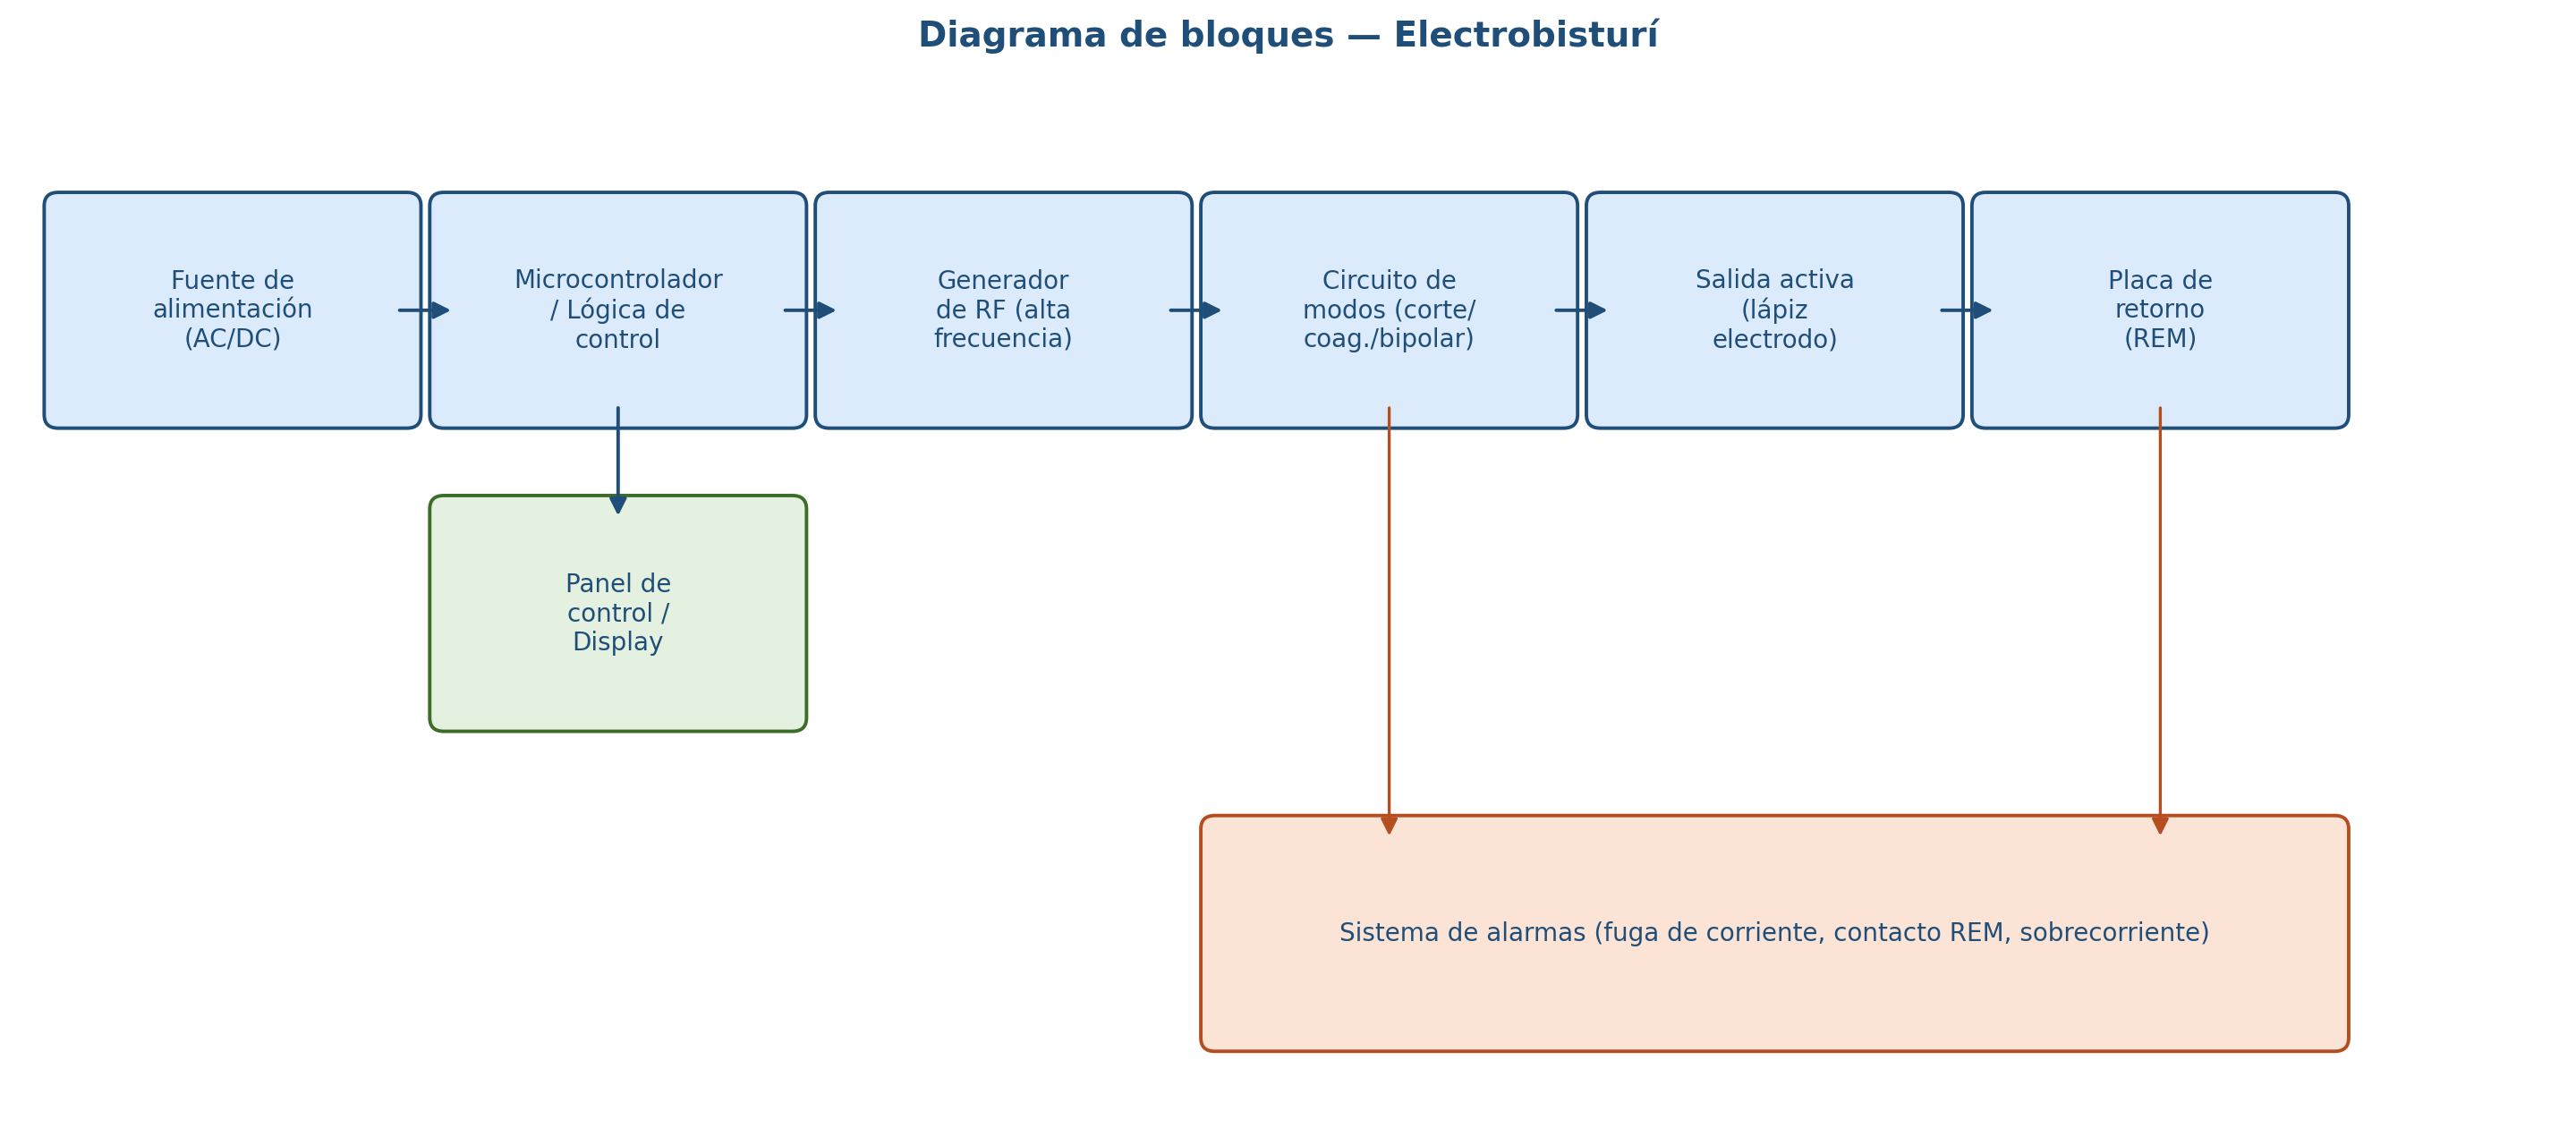 Diagrama de bloques — Electrobisturí
Fuente de
alimentación
(AC/DC)
Microcontrolador
/ Lógica de
control
Generador
de RF (alta
frecuencia)
Circuito de
modos (corte/
coag./bipolar)
Salida activa
(lápiz
electrodo)
Placa de
retorno
(REM)
Panel de
control /
Display
Sistema de alarmas (fuga de corriente, contacto REM, sobrecorriente)